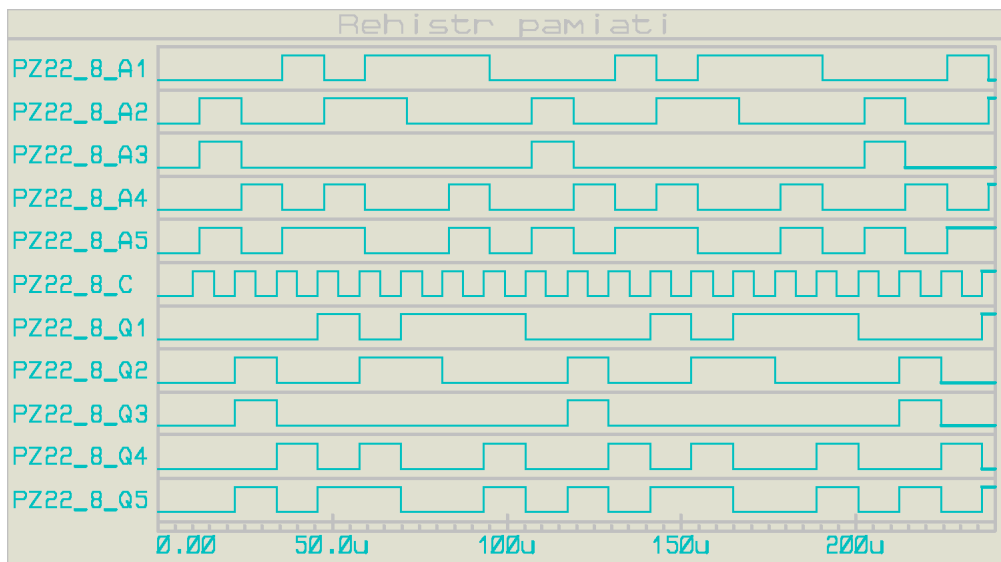 Rehistr pamiati
PZ22_8_A1
PZ22_8_A2
PZ22_8_A3
PZ22_8_A4
PZ22_8_A5
PZ22_8_C
PZ22_8_Q1
PZ22_8_Q2
PZ22_8_Q3
PZ22_8_Q4
PZ22_8_Q5
0.00 50.0u 100u 150u 200u